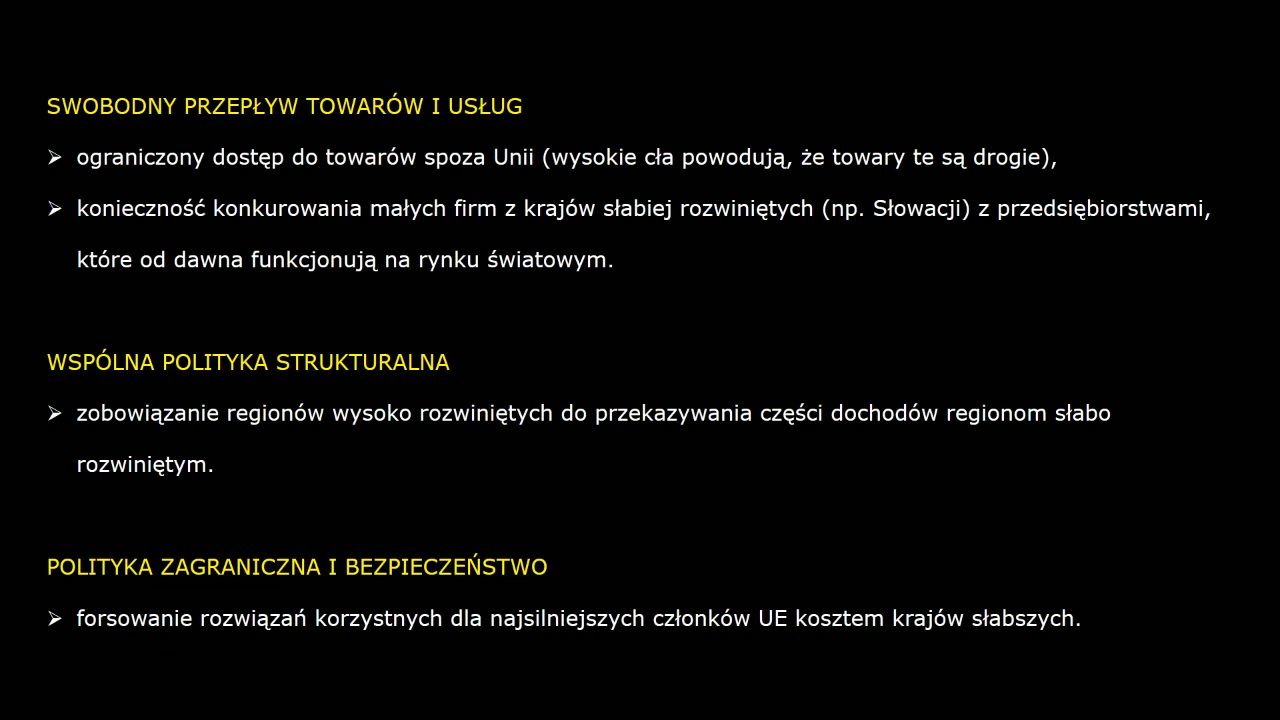 SWOBODNY PRZEPŁYW TOWARÓW I USŁUG
➢ ograniczony dostęp do towarów spoza Unii (wysokie cła powodują, że towary te są drogie),
➢ konieczność konkurowania małych firm z krajów słabiej rozwiniętych (np. Słowacji) z przedsiębiorstwami,
które od dawna funkcjonują na rynku światowym.
WSPÓLNA POLITYKA STRUKTURALNA
➢ zobowiązanie regionów wysoko rozwiniętych do przekazywania części dochodów regionom słabo
rozwiniętym.
POLITYKA ZAGRANICZNA I BEZPIECZEŃSTWO
➢ forsowanie rozwiązań korzystnych dla najsilniejszych członków UE kosztem krajów słabszych.